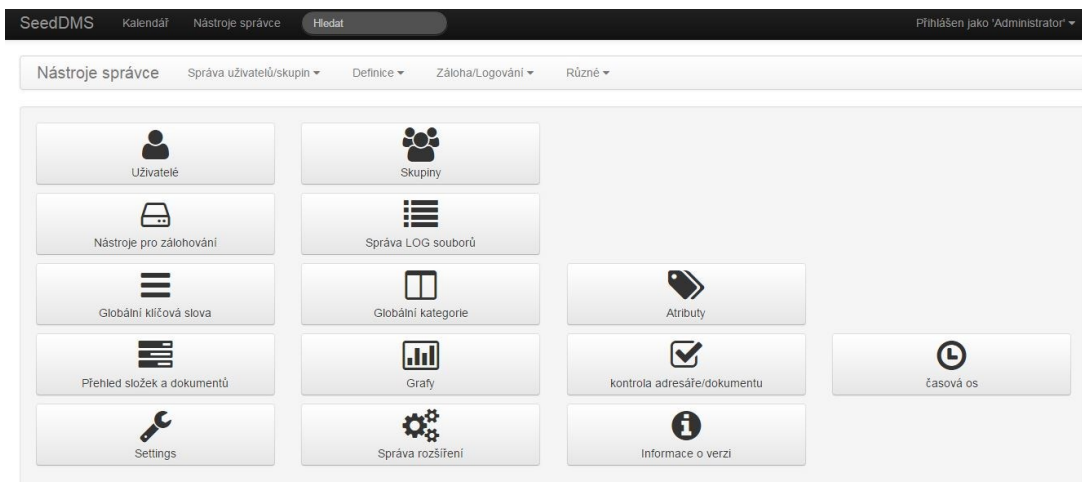 SeedDMS Kalendář Nástroje správce Hledat Přihlášen jako 'Administrator'
Nástroje správce Správa uživatelů/skupin Definice Záloha/Logování Různé
Uživatelé Skupiny
Nástroje pro zálohování Správa LOG souborů
Globální klíčová slova Globální kategorie Atributy
Přehled složek a dokumentů Grafy kontrola adresáře/dokumentu časová os
Settings Správa rozšíření Informace o verzi